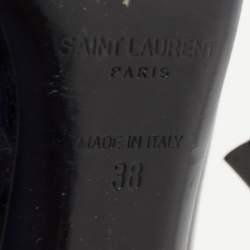 SAINT LAURENT
PARIS
MADE IN ITALY
38